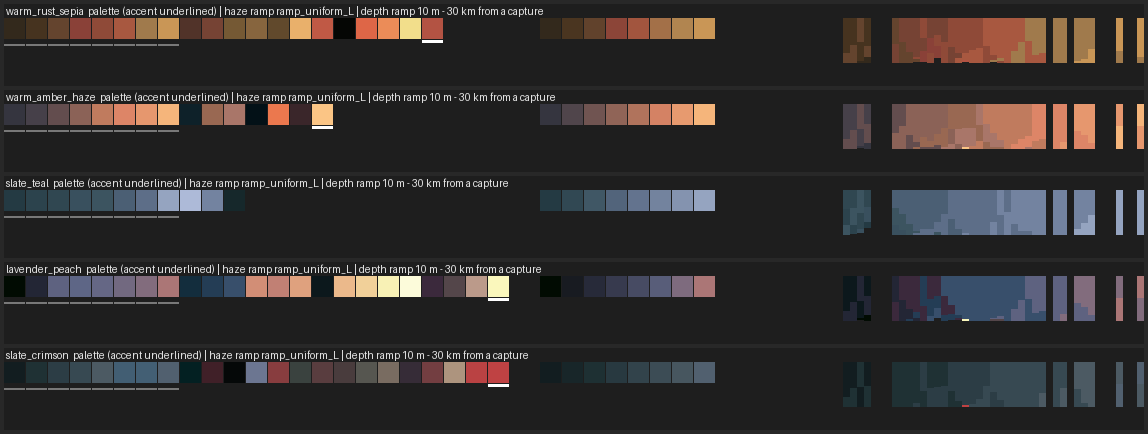 warm_rust_sepia palette (accent underlined) | haze ramp ramp_uniform_L | depth ramp 10 m - 30 km from a capture
warm_amber_haze palette (accent underlined) | haze ramp ramp_uniform_L | depth ramp 10 m - 30 km from a capture
slate_teal palette (accent underlined) | haze ramp ramp_uniform_L | depth ramp 10 m - 30 km from a capture
lavender_peach palette (accent underlined) | haze ramp ramp_uniform_L | depth ramp 10 m - 30 km from a capture
slate_crimson palette (accent underlined) | haze ramp ramp_uniform_L | depth ramp 10 m - 30 km from a capture